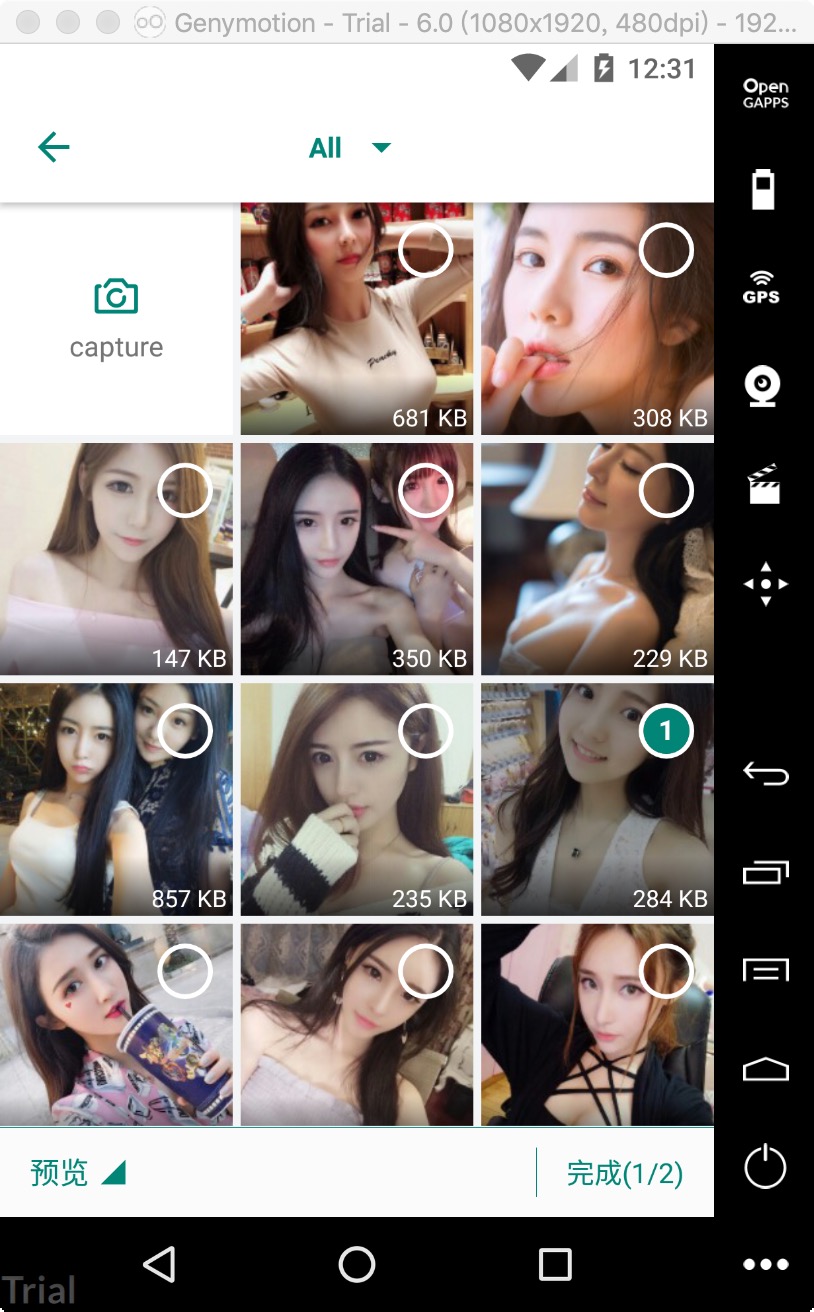 Genymotion - Trial - 6.0 (1080x1920, 480dpi) - 192...
12:31
Open
GAPPS
All
GPS
capture
Peachy
681 KB
308 KB
147 KB
350 KB
229 KB
1
857 KB
235 KB
284 KB
预览
完成(1/2)
Trial